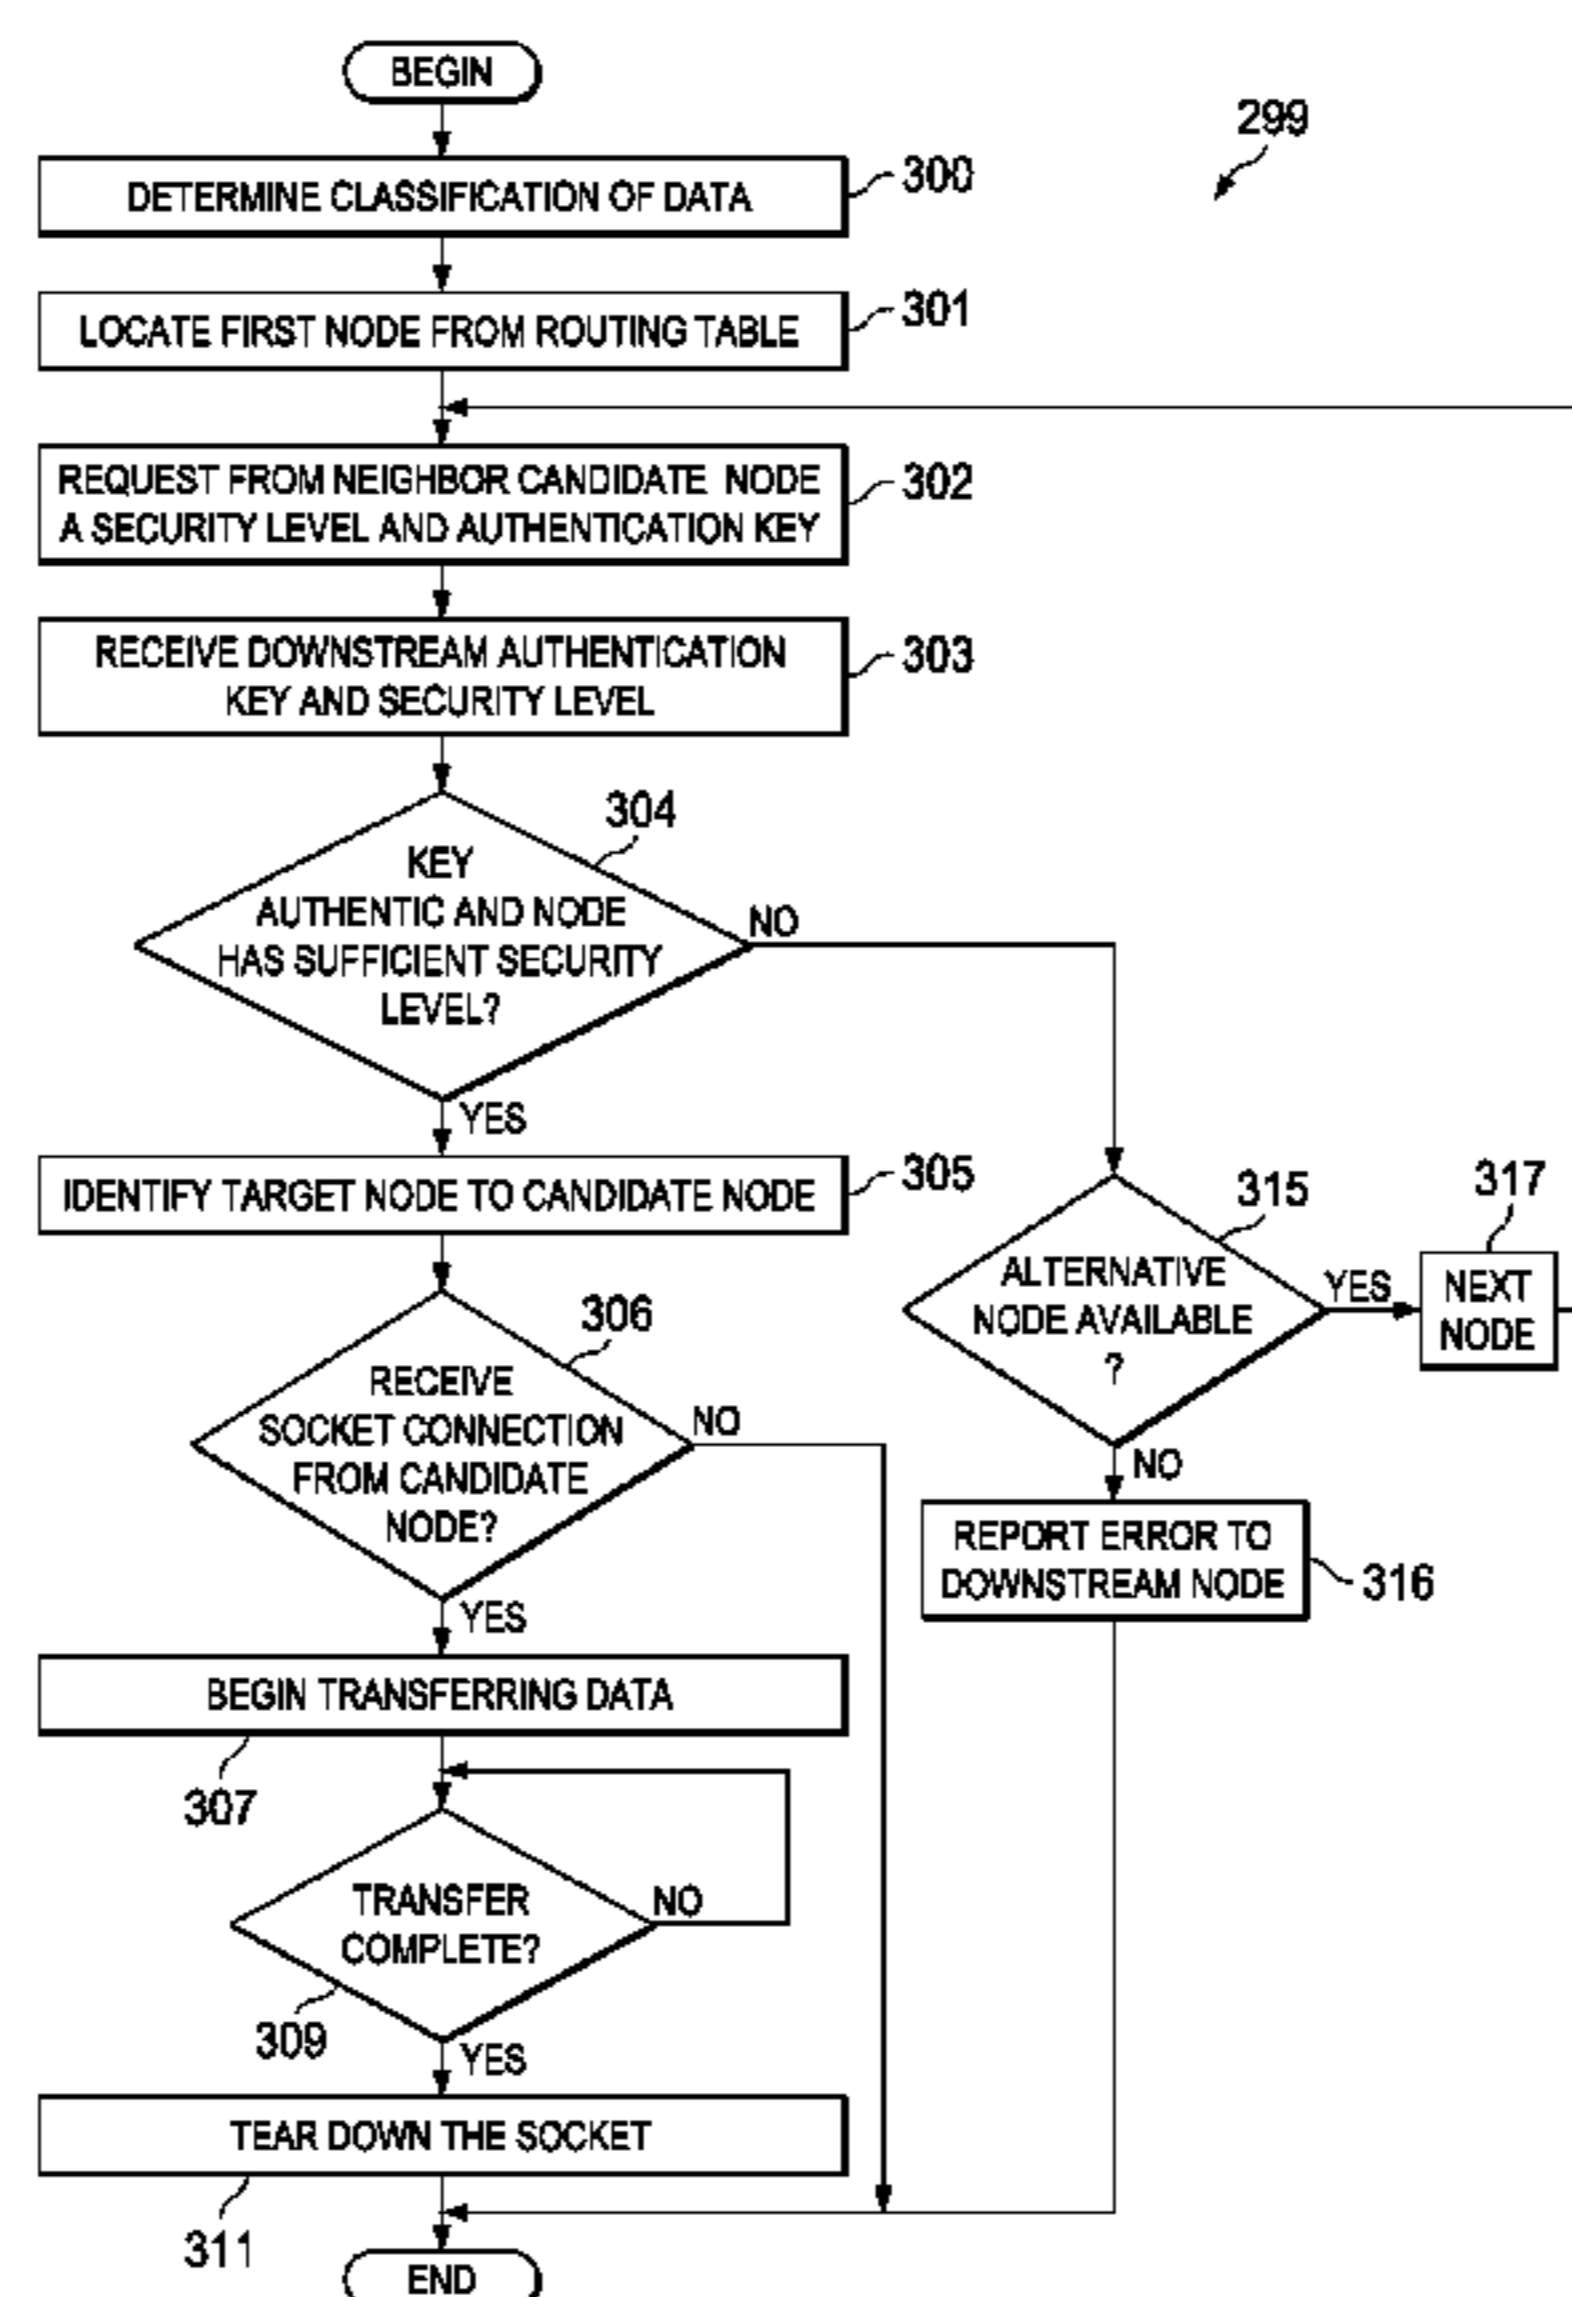 BEGIN
299
DETERMINE CLASSIFICATION OF DATA
300
LOCATE FIRST NODE FROM ROUTING TABLE
301
REQUEST FROM NEIGHBOR CANDIDATE NODE
A SECURITY LEVEL AND AUTHENTICATION KEY
302
RECEIVE DOWNSTREAM AUTHENTICATION
KEY AND SECURITY LEVEL
303
304
KEY
AUTHENTIC AND NODE
HAS SUFFICIENT SECURITY
LEVEL?
NO
YES
IDENTIFY TARGET NODE TO CANDIDATE NODE
305
315
ALTERNATIVE
NODE AVAILABLE
?
YES
317
NEXT
NODE
NO
REPORT ERROR TO
DOWNSTREAM NODE
316
306
RECEIVE
SOCKET CONNECTION
FROM CANDIDATE
NODE?
NO
YES
BEGIN TRANSFERRING DATA
307
TRANSFER
COMPLETE?
NO
309
YES
TEAR DOWN THE SOCKET
311
END